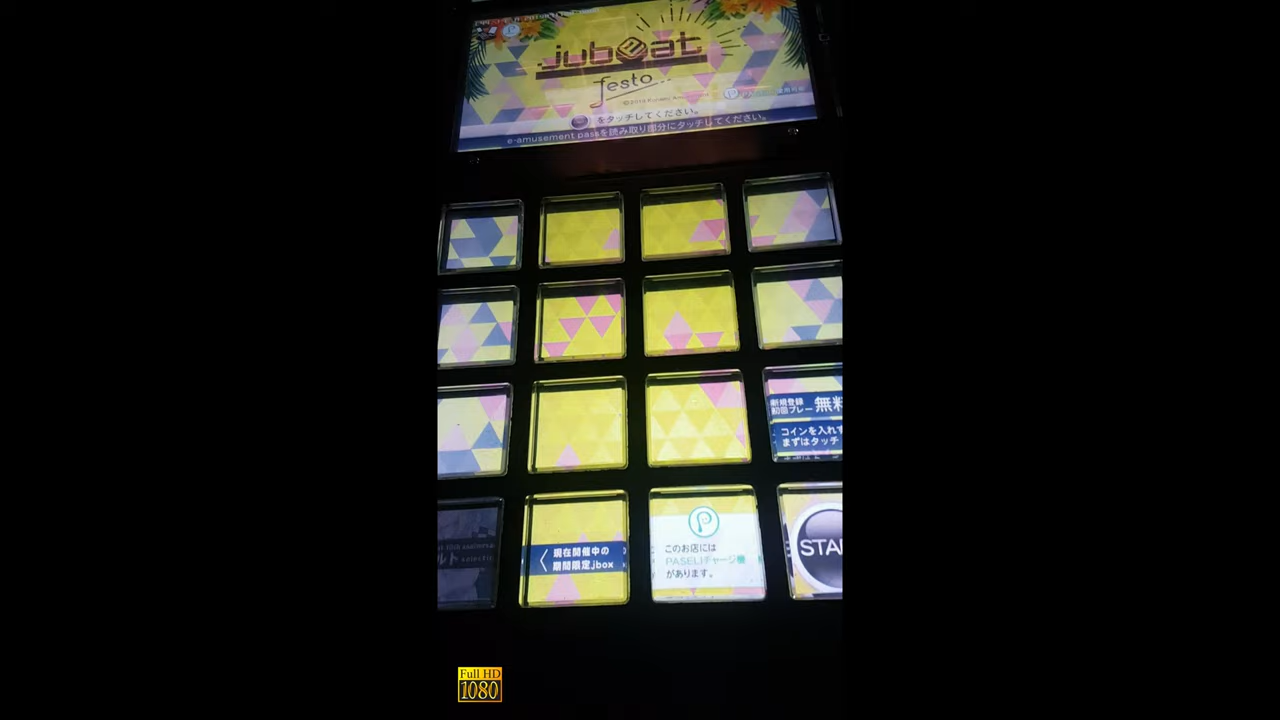 jubeat
festo
をタッチしてください。
e-amusement passを読み取り部分にタッチしてください。
新規登録
初回プレー 無料
コインを入れず
まずはタッチ
現在開催中の
期間限定jbox
このお店には
PASELIチャージ機
があります。
STA
Full HD
1080